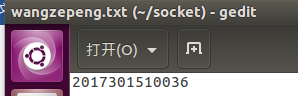 wangzepeng.txt (~/socket) - gedit
打开(O)
2017301510036